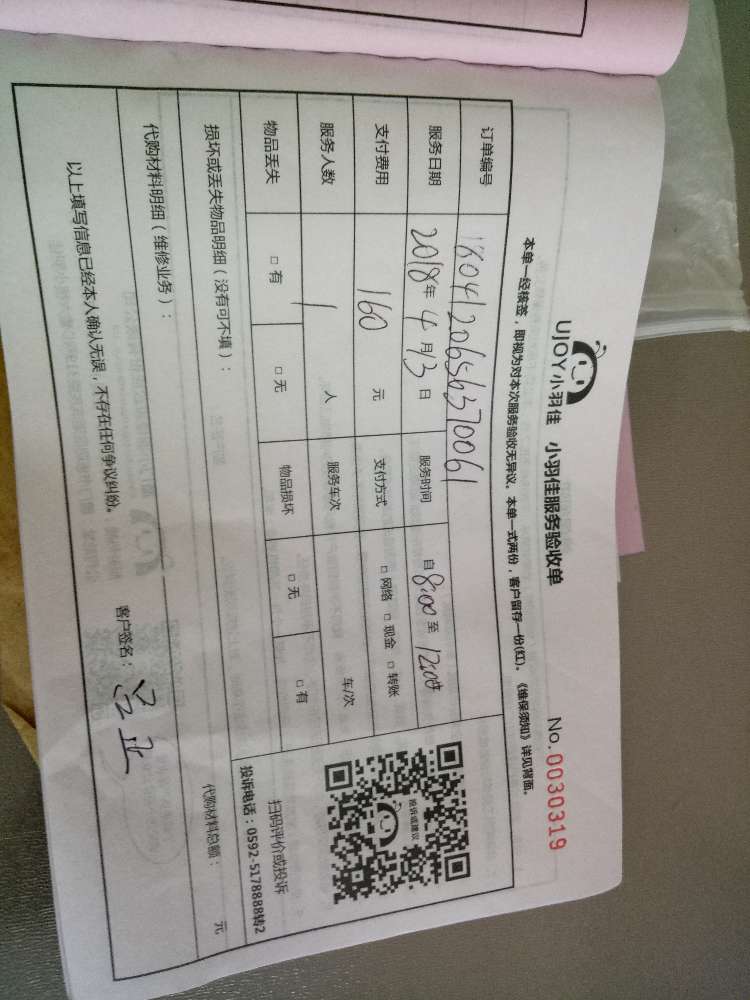 UJOY小羽佳 小羽佳服务验收单
No. 0030319
本单一经核签，即视为对本次服务验收无异议。本单一式两份，客户留存一份(红)。《维保须知》详见背面。
订单编号 1804120656370061
服务日期 2018年 4月 13日 服务时间 自 8:00 至 12:00时
支付费用 160 元 支付方式 □ 网络 □ 现金 □ 转账
服务人数 1 人 服务车次 车/次
物品丢失 □ 有 □ 无 物品损坏 □ 无 □ 有
投诉或建议
扫码评价或投诉
投诉电话：0592-5178888转2
损坏或丢失物品明细（没有可不填）：
代购材料明细（维修业务）： 代购材料总额： 元
以上填写信息已经本人确认无误，不存在任何争议纠纷。 客户签名：